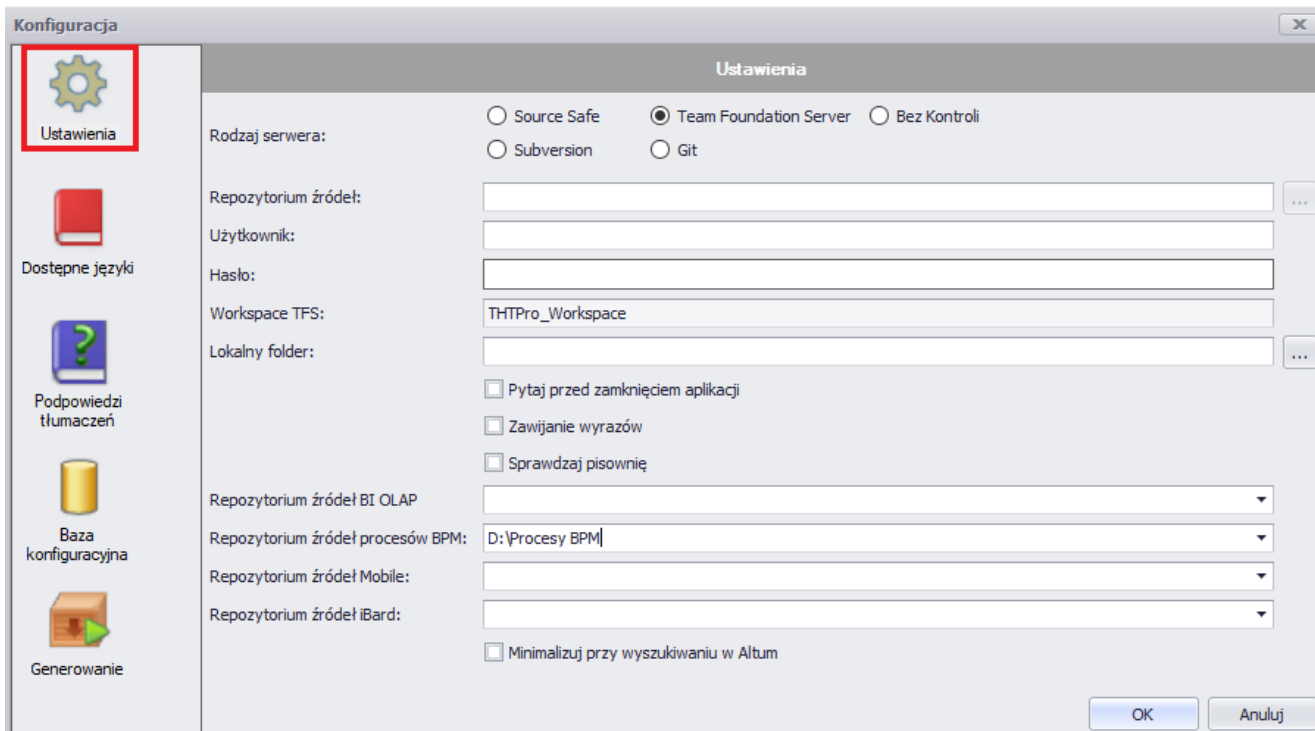 Konfiguracja
Ustawienia
Dostępne języki
Podpowiedzi
tłumaczeń
Baza
konfiguracyjna
Generowanie
Ustawienia
Rodzaj serwera:
Source Safe
Team Foundation Server
Bez Kontroli
Subversion
Git
Repozytorium źródeł:
...
Użytkownik:
Hasło:
Workspace TFS:
THTPro_Workspace
Lokalny folder:
...
Pytaj przed zamknięciem aplikacji
Zawijanie wyrazów
Sprawdzaj pisownię
Repozytorium źródeł BI OLAP
Repozytorium źródeł procesów BPM:
D:\Procesy BPM
Repozytorium źródeł Mobile:
Repozytorium źródeł iBard:
Minimalizuj przy wyszukiwaniu w Altum
OK
Anuluj